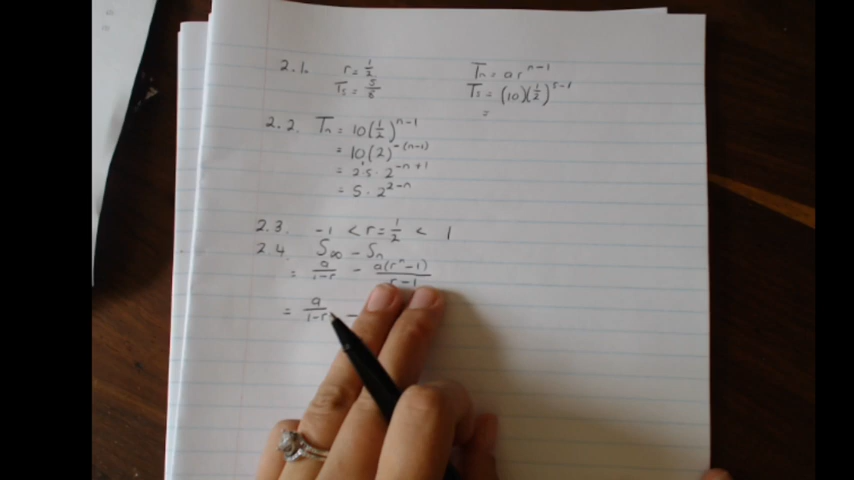 2.1. r = 1/2
T₅ = 5/8
Tₙ = ar^(n-1)
T₅ = (10)(1/2)^(5-1)
=
2.2. Tₙ = 10(1/2)^(n-1)
= 10(2)^(-(n-1))
= 2·5·2^(-n+1)
= 5·2^(2-n)
2.3. -1 < r = 1/2 < 1
2.4. S∞ - Sₙ
= a/(1-r) - a(rⁿ-1)/(r-1)
= a/(1-r) -